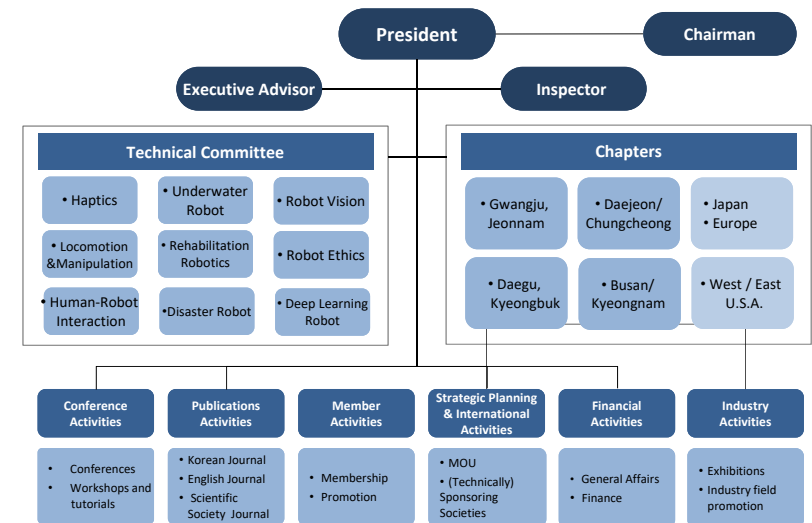 President
Chairman
Executive Advisor
Inspector
Technical Committee
• Haptics
• Underwater
Robot
• Robot Vision
• Locomotion
&Manipulation
• Rehabilitation
Robotics
• Robot Ethics
• Human-Robot
Interaction
•Disaster Robot
• Deep Learning
Robot
Chapters
• Gwangju,
Jeonnam
• Daejeon/
Chungcheong
• Japan
• Europe
• Daegu,
Kyeongbuk
• Busan/
Kyeongnam
• West / East
U.S.A.
Conference
Activities
Publications
Activities
Member
Activities
Strategic Planning
& International
Activities
Financial
Activities
Industry
Activities
• Conferences
• Workshops and
tutorials
• Korean Journal
• English Journal
• Scientific
Society Journal
• Membership
• Promotion
• MOU
• (Technically)
Sponsoring
Societies
• General Affairs
• Finance
• Exhibitions
• Industry field
promotion